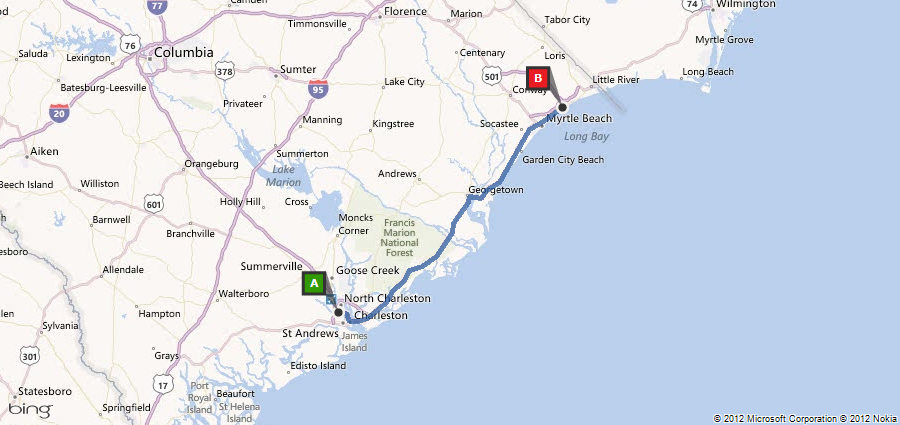 77
Camden
Florence
74
Wilmington
Timmonsville
Marion
Tabor City
76
Columbia
Myrtle Grove
Saluda
Lexington
Centenary
Loris
378
Sumter
501
B
Long Beach
Batesburg-Leesville
95
Lake City
Conway
Little River
Privateer
20
Manning
Kingstree
Socastee
Myrtle Beach
Long Bay
Aiken
Summerton
Garden City Beach
Orangeburg
Lake
Marion
Andrews
Beech Island
Williston
Georgetown
601
Holly Hill
Cross
Barnwell
Moncks
Corner
Francis
Marion
National
Forest
Branchville
Allendale
Summerville
Goose Creek
A
Walterboro
North Charleston
Hampton
Charleston
Sylvania
St Andrews
James
Island
301
Grays
Edisto Island
17
Port
Royal
Island
Beaufort
Statesboro
St Helena
Island
bing
Springfield
© 2012 Microsoft Corporation © 2012 Nokia